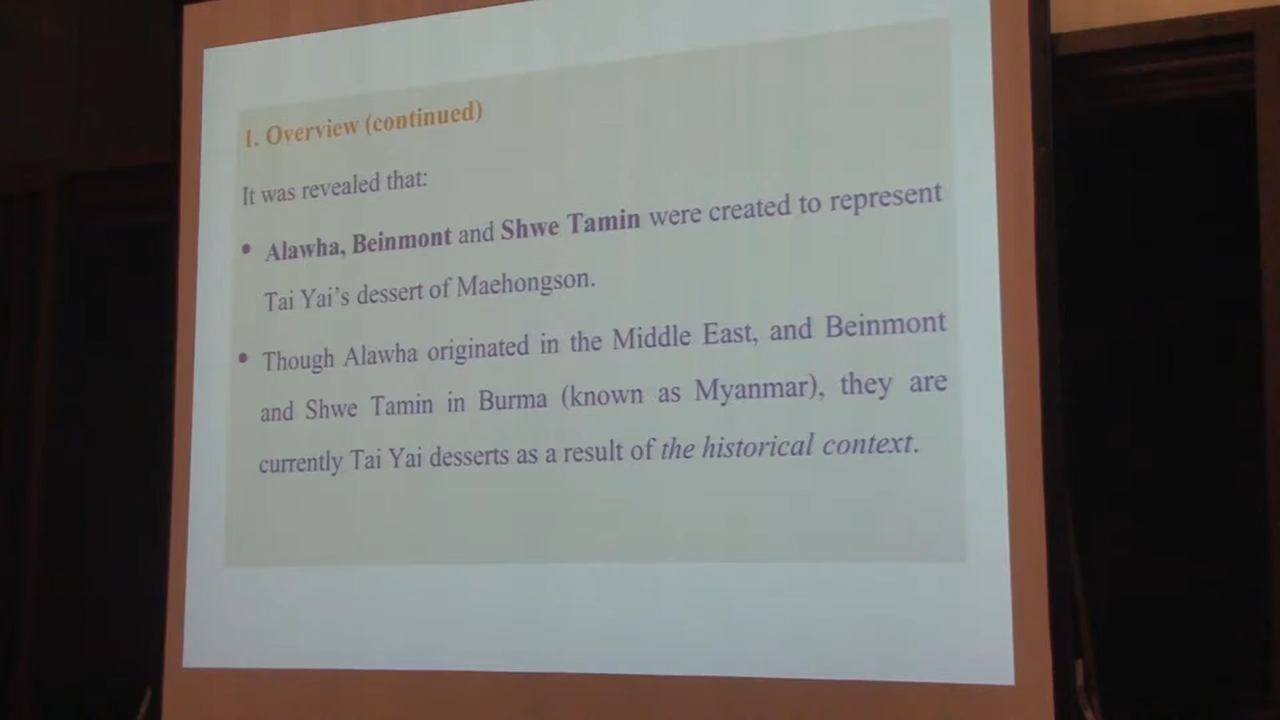 1. Overview (continued)
It was revealed that:
• Alawha, Beinmont and Shwe Tamin were created to represent
Tai Yai's dessert of Maehongson.
• Though Alawha originated in the Middle East, and Beinmont
and Shwe Tamin in Burma (known as Myanmar), they are
currently Tai Yai desserts as a result of the historical context.